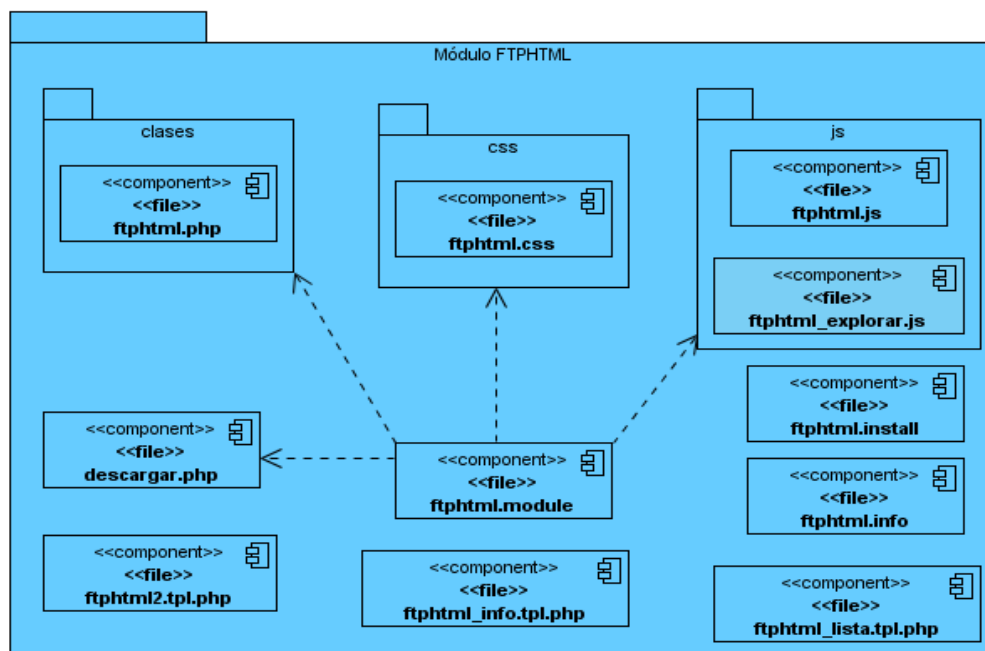 Módulo FTPHTML
clases
<<component>>
<<file>>
ftphtml.php
css
<<component>>
<<file>>
ftphtml.css
js
<<component>>
<<file>>
ftphtml.js
<<component>>
<<file>>
ftphtml_explorar.js
<<component>>
<<file>>
ftphtml.install
<<component>>
<<file>>
descargar.php
<<component>>
<<file>>
ftphtml.module
<<component>>
<<file>>
ftphtml.info
<<component>>
<<file>>
ftphtml2.tpl.php
<<component>>
<<file>>
ftphtml_info.tpl.php
<<component>>
<<file>>
ftphtml_lista.tpl.php